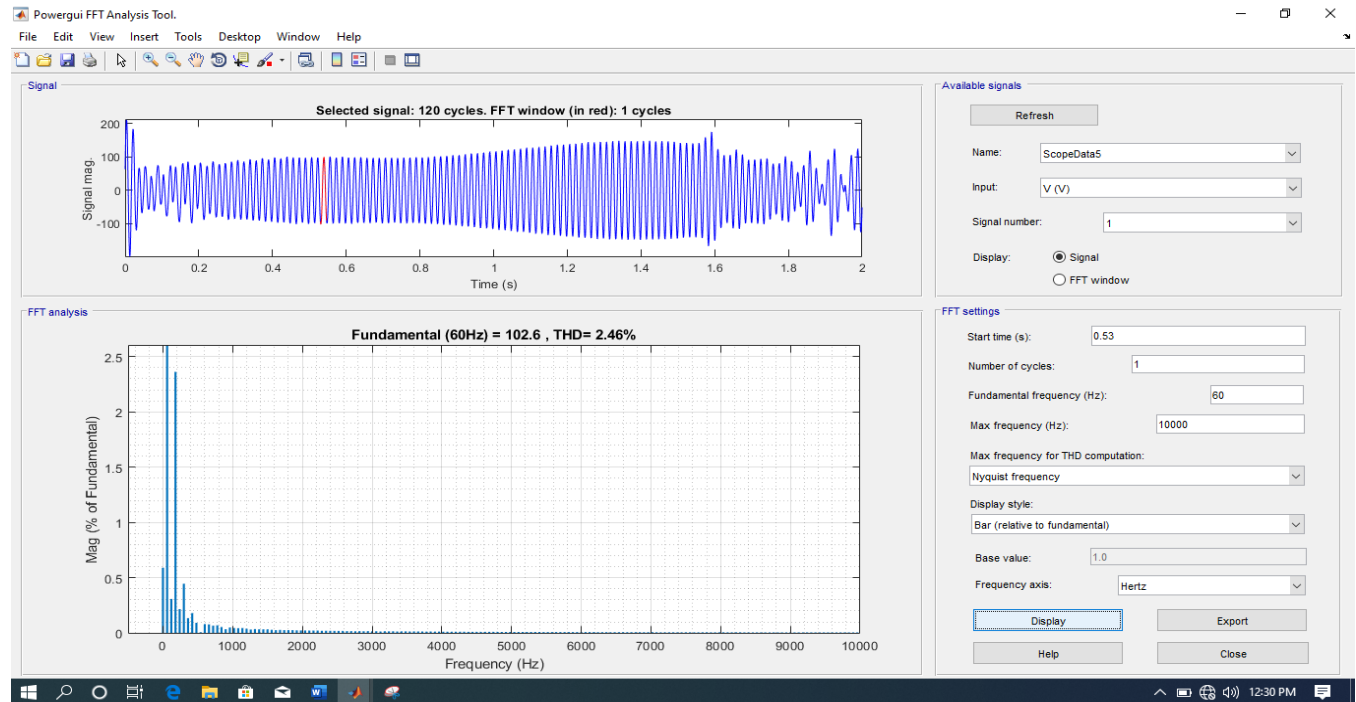 Powergui FFT Analysis Tool.
File Edit View Insert Tools Desktop Window Help
Signal
Selected signal: 120 cycles. FFT window (in red): 1 cycles
200
100
0
-100
Signal mag.
0 0.2 0.4 0.6 0.8 1 1.2 1.4 1.6 1.8 2
Time (s)
FFT analysis
Fundamental (60Hz) = 102.6 , THD= 2.46%
2.5
2
1.5
1
0.5
0
Mag (% of Fundamental)
0 1000 2000 3000 4000 5000 6000 7000 8000 9000 10000
Frequency (Hz)
Available signals
Refresh
Name: ScopeData5
Input: V (V)
Signal number: 1
Display: Signal
FFT window
FFT settings
Start time (s): 0.53
Number of cycles: 1
Fundamental frequency (Hz): 60
Max frequency (Hz): 10000
Max frequency for THD computation:
Nyquist frequency
Display style:
Bar (relative to fundamental)
Base value: 1.0
Frequency axis: Hertz
Display Export
Help Close
12:30 PM